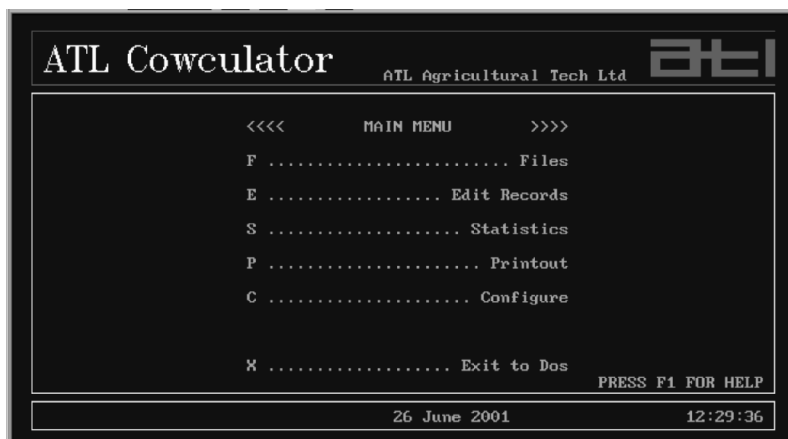 ATL Cowculator
ATL Agricultural Tech Ltd
atl
<<<< MAIN MENU >>>>
F ......................... Files
E .................. Edit Records
S .................... Statistics
P ...................... Printout
C ..................... Configure
X ................... Exit to Dos
PRESS F1 FOR HELP
26 June 2001 12:29:36